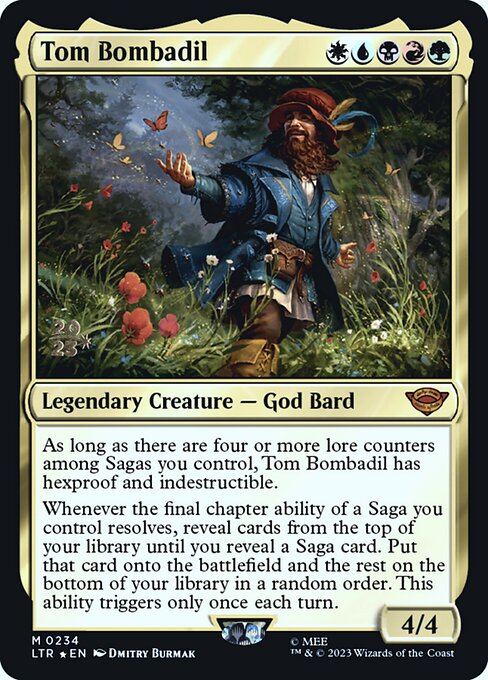 Tom Bombadil
20
23*
Legendary Creature — God Bard
As long as there are four or more lore counters
among Sagas you control, Tom Bombadil has
hexproof and indestructible.
Whenever the final chapter ability of a Saga you
control resolves, reveal cards from the top of
your library until you reveal a Saga card. Put
that card onto the battlefield and the rest on the
bottom of your library in a random order. This
ability triggers only once each turn.
4/4
M 0234
LTR ★ EN Dmitry Burmak
© MEE
™ & © 2023 Wizards of the Coast